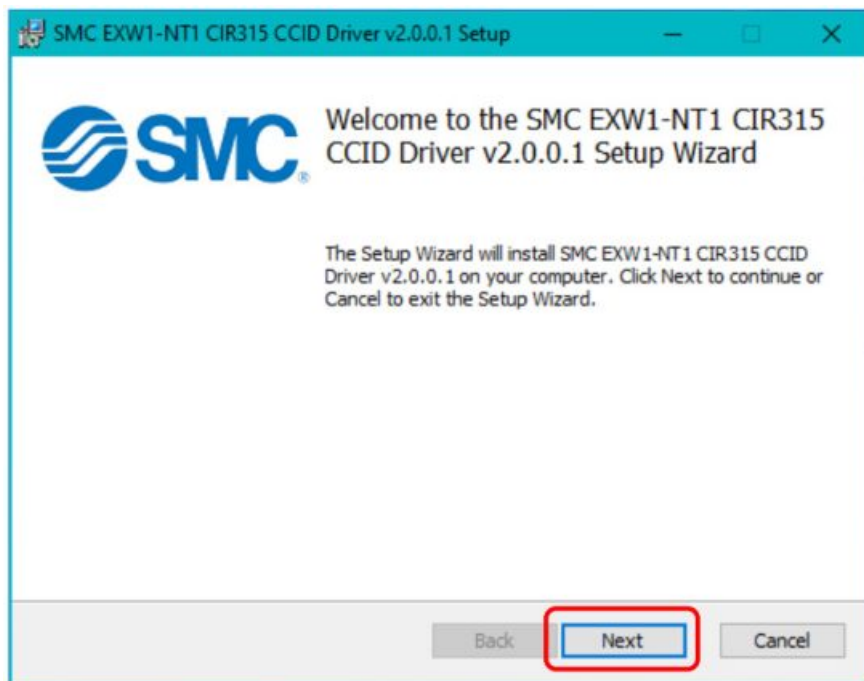 SMC EXW1-NT1 CIR315 CCID Driver v2.0.0.1 Setup
SMC®
Welcome to the SMC EXW1-NT1 CIR315
CCID Driver v2.0.0.1 Setup Wizard
The Setup Wizard will install SMC EXW1-NT1 CIR315 CCID
Driver v2.0.0.1 on your computer. Click Next to continue or
Cancel to exit the Setup Wizard.
Back Next Cancel